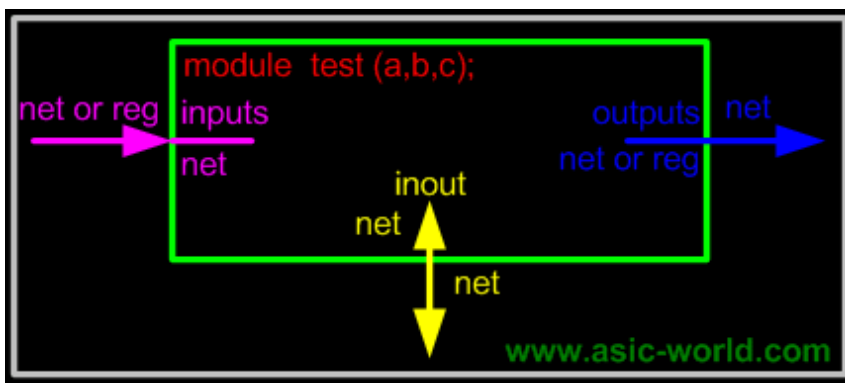 module test (a,b,c);
net or reg
inputs
outputs
net
net
net or reg
inout
net
net
www.asic-world.com